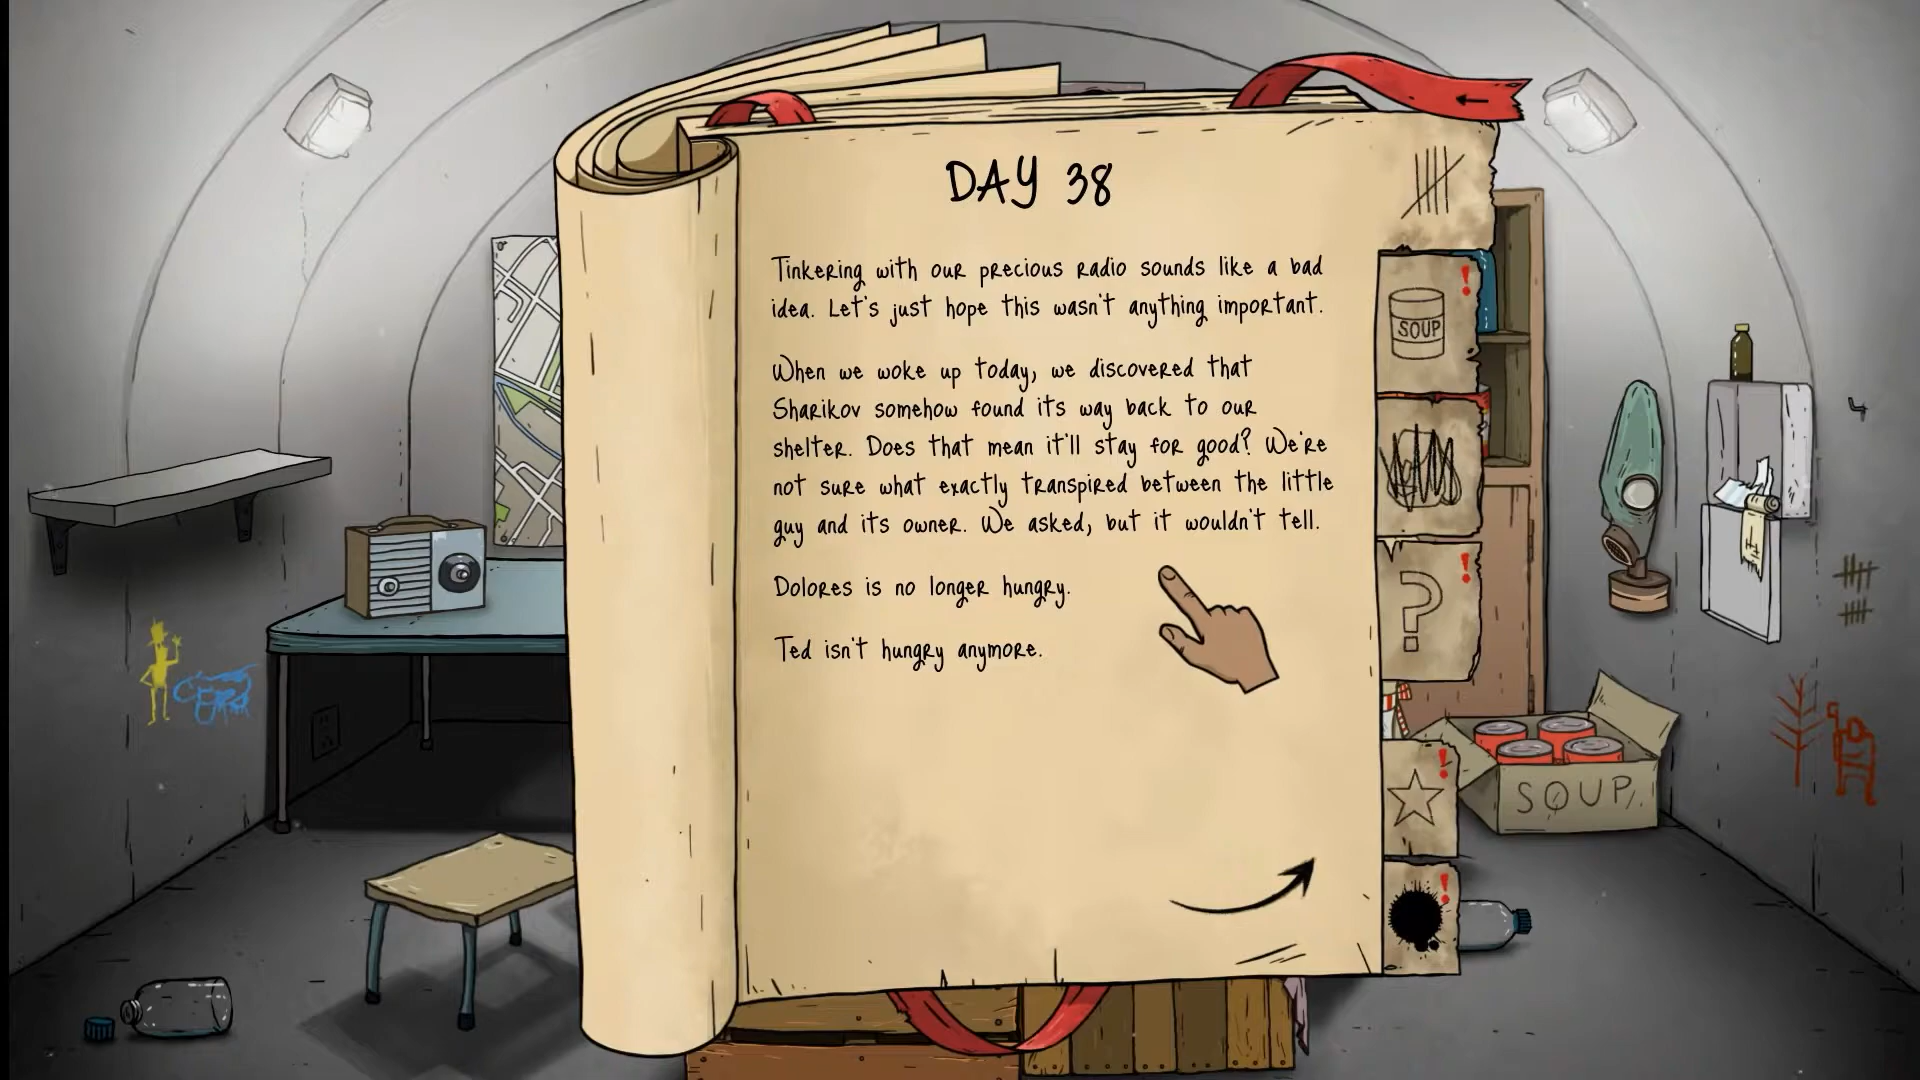 DAY 38
Tinkering with our precious radio sounds like a bad
idea. Let's just hope this wasn't anything important.
When we woke up today, we discovered that
Sharikov somehow found its way back to our
shelter. Does that mean it'll stay for good? We're
not sure what exactly transpired between the little
guy and its owner. We asked, but it wouldn't tell.
Dolores is no longer hungry.
Ted isn't hungry anymore.
!
SOUP
!
?
!
!
SOUP